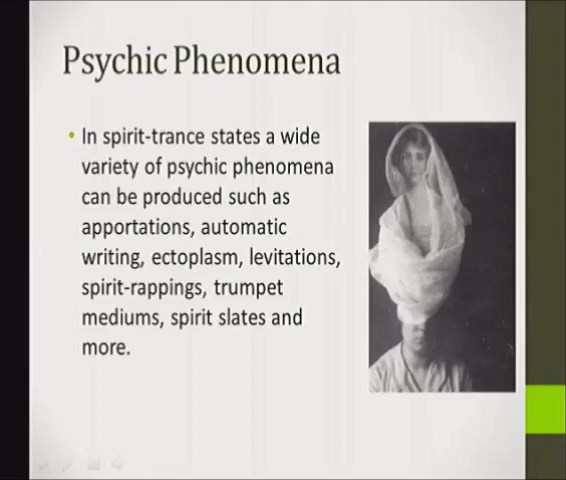 Psychic Phenomena
• In spirit-trance states a wide
variety of psychic phenomena
can be produced such as
apportations, automatic
writing, ectoplasm, levitations,
spirit-rappings, trumpet
mediums, spirit slates and
more.